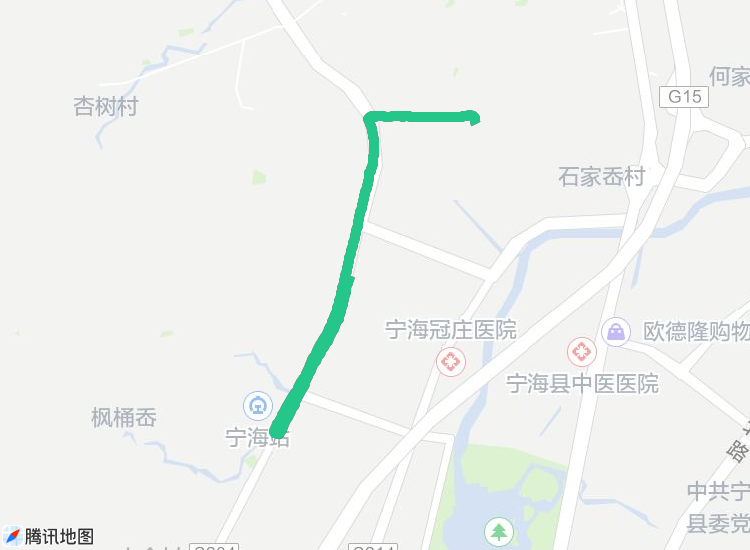 何家
G15
杏树村
石家岙村
宁海冠庄医院
欧德隆购物
宁海县中医医院
枫桶岙
宁海站
路
中共宁
县委党
腾讯地图